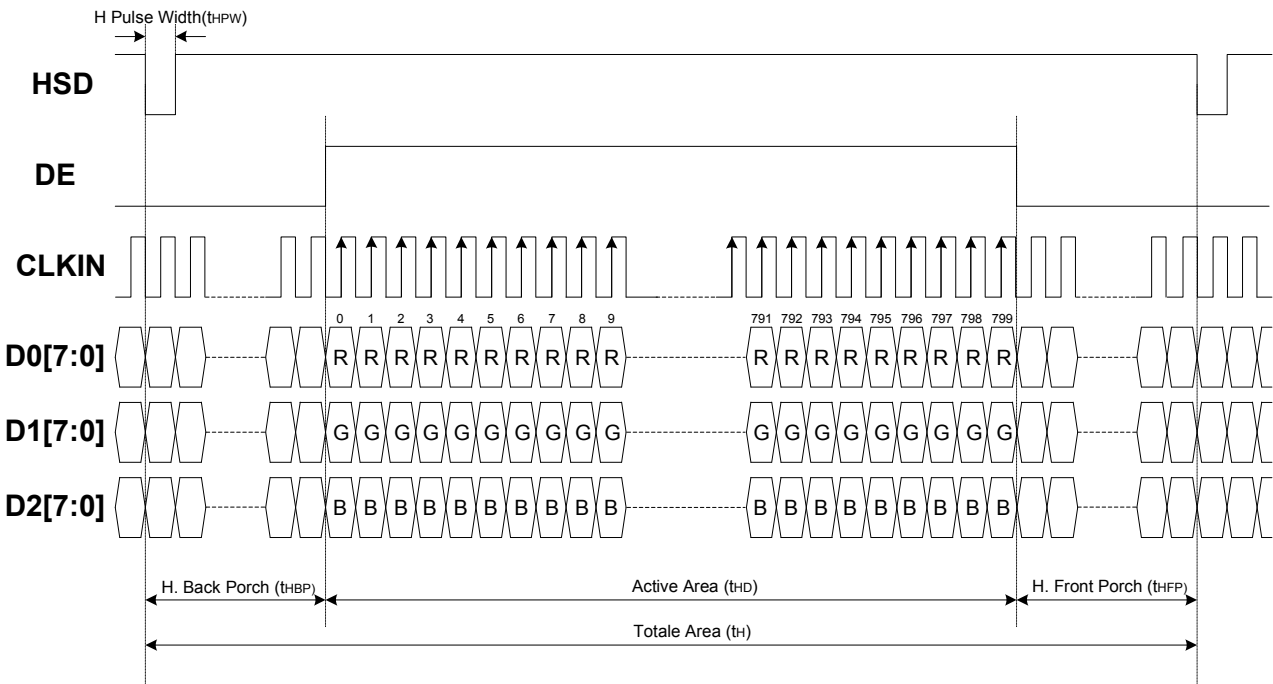 H Pulse Width(tHPW)
HSD
DE
CLKIN
0 1 2 3 4 5 6 7 8 9 791 792 793 794 795 796 797 798 799
D0[7:0] R R R R R R R R R R R R R R R R R R R
D1[7:0] G G G G G G G G G G G G G G G G G G G
D2[7:0] B B B B B B B B B B B B B B B B B B B
H. Back Porch (tHBP) Active Area (tHD) H. Front Porch (tHFP)
Totale Area (tH)